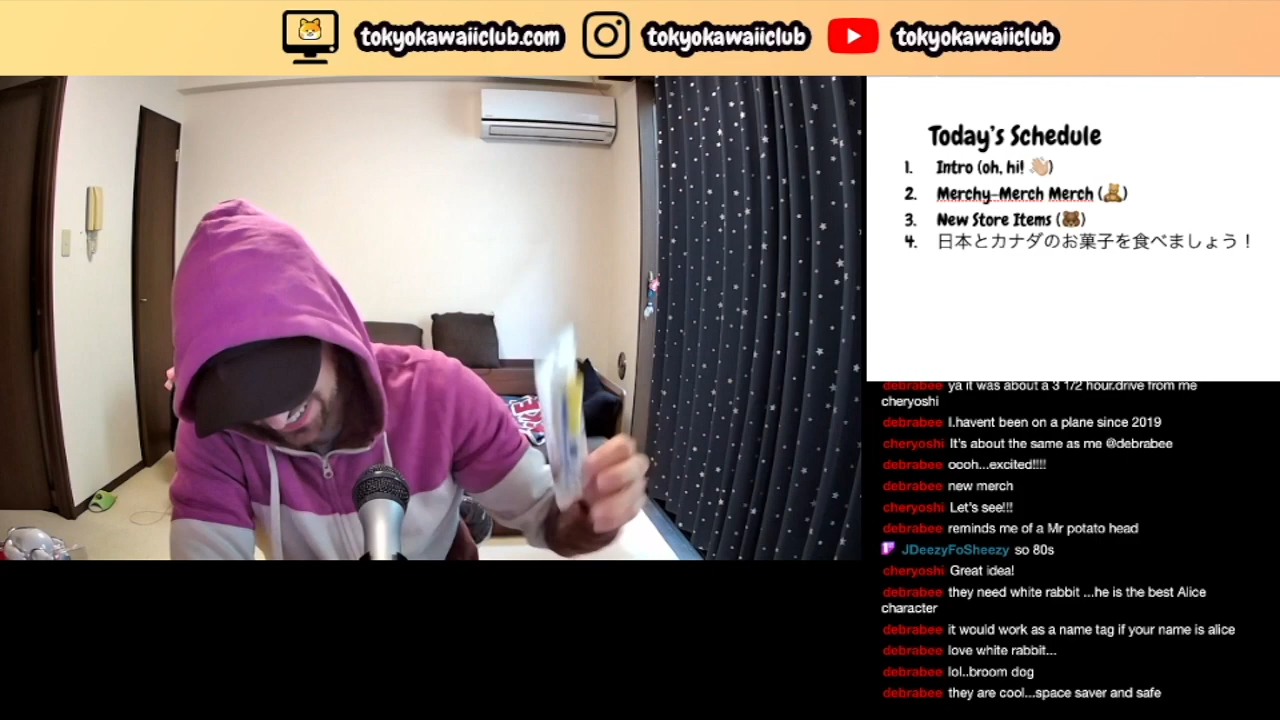 tokyokawaiiclub.com
tokyokawaiiclub
tokyokawaiiclub
Today's Schedule
1. Intro (oh, hi! 👋🏼)
2. Merchy-Merch Merch (🧸)
3. New Store Items (🐻)
4. 日本とカナダのお菓子を食べましょう！
debrabee ya it was about a 3 1/2 hour.drive from me
cheryoshi
debrabee I.havent been on a plane since 2019
cheryoshi It's about the same as me @debrabee
debrabee oooh...excited!!!!
debrabee new merch
cheryoshi Let's see!!!
debrabee reminds me of a Mr potato head
JDeezyFoSheezy so 80s
cheryoshi Great idea!
debrabee they need white rabbit ...he is the best Alice
character
debrabee it would work as a name tag if your name is alice
debrabee love white rabbit...
debrabee lol..broom dog
debrabee they are cool...space saver and safe